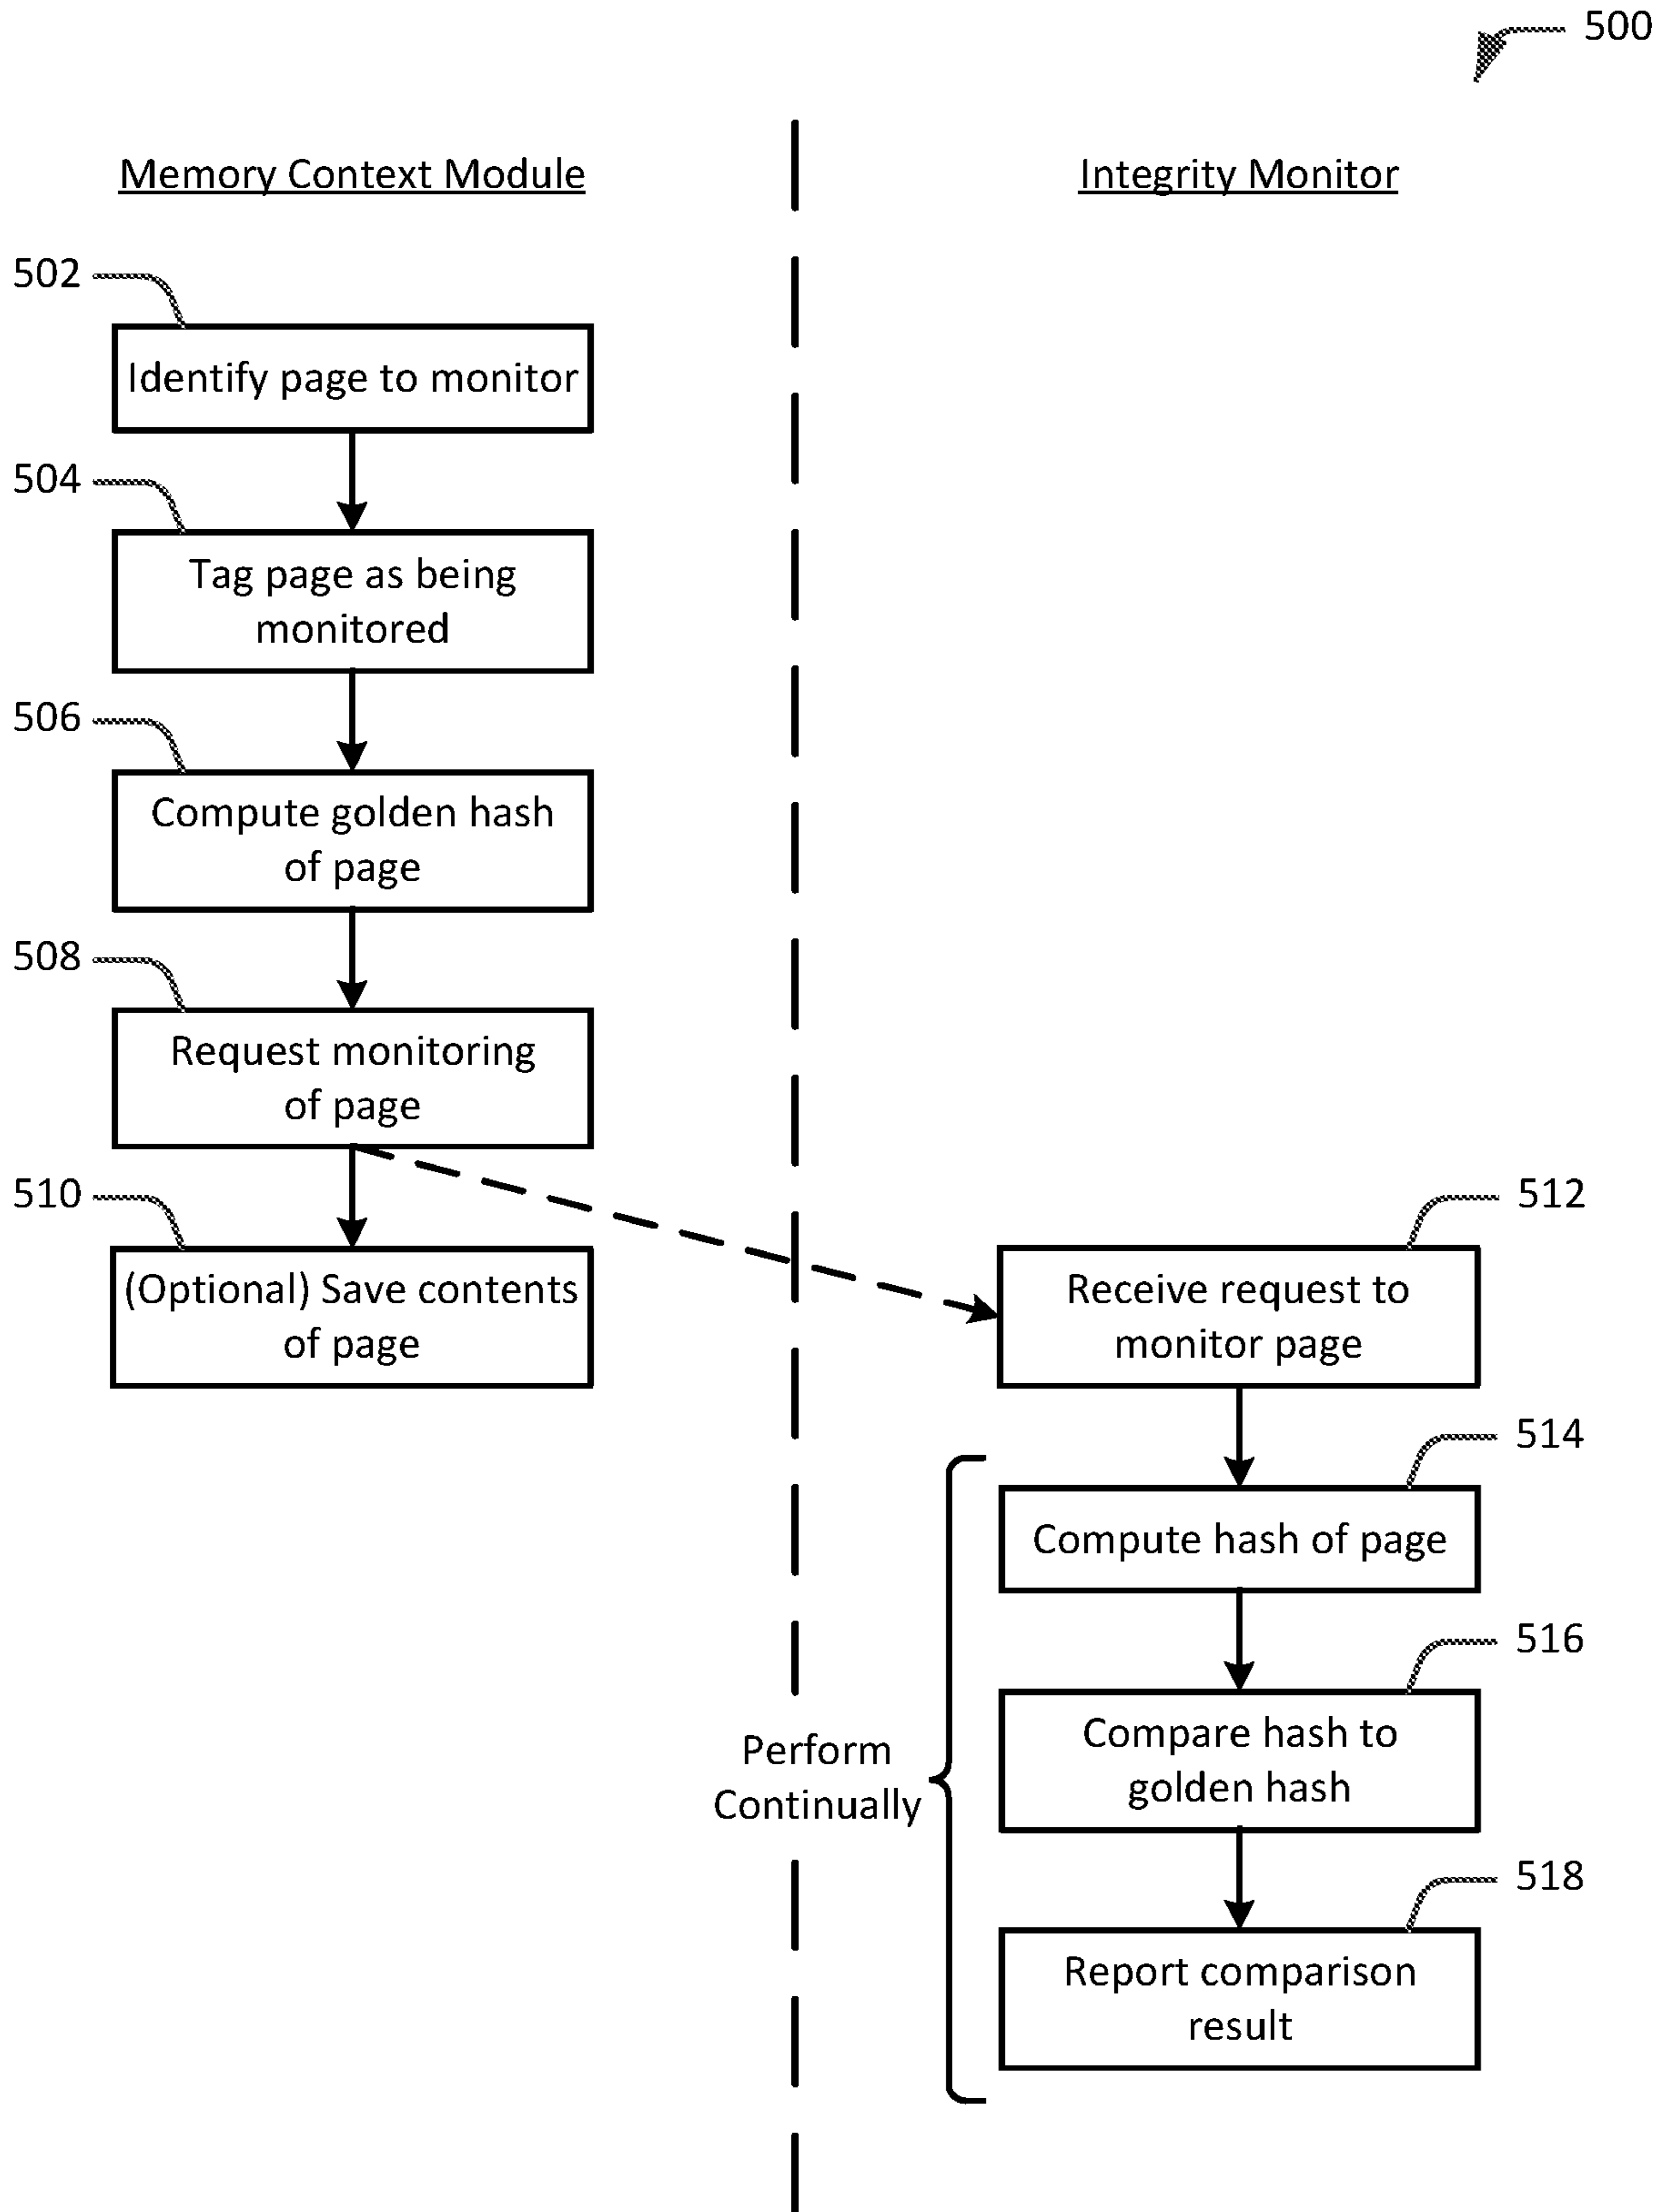 500
Memory Context Module
Integrity Monitor
502
Identify page to monitor
504
Tag page as being
monitored
506
Compute golden hash
of page
508
Request monitoring
of page
510
(Optional) Save contents
of page
512
Receive request to
monitor page
514
Compute hash of page
516
Compare hash to
golden hash
Perform
Continually
518
Report comparison
result